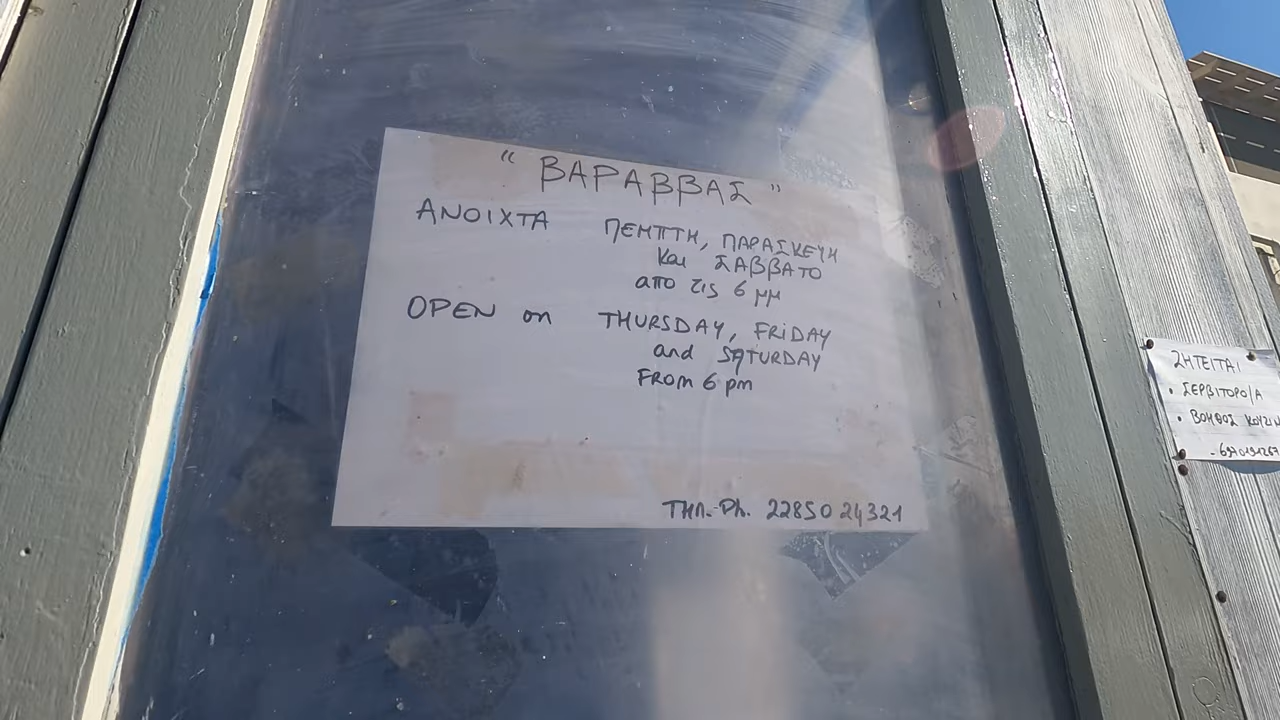 “ ΒΑΡΑΒΒΑΣ ”
ΑΝΟΙΧΤΑ ΠΕΜΠΤΗ, ΠΑΡΑΣΚΕΥΗ
και ΣΑΒΒΑΤΟ
απο τις 6 μμ
OPEN on THURSDAY, FRiDAY
and SATURDAY
FROM 6 pm
ΤΗΛ.-Ph. 22850 24321
ΖΗΤΕΙΤΑΙ
• ΣΕΡΒΙΤΟΡΟ/Α
• ΒΟΗΘΟΣ